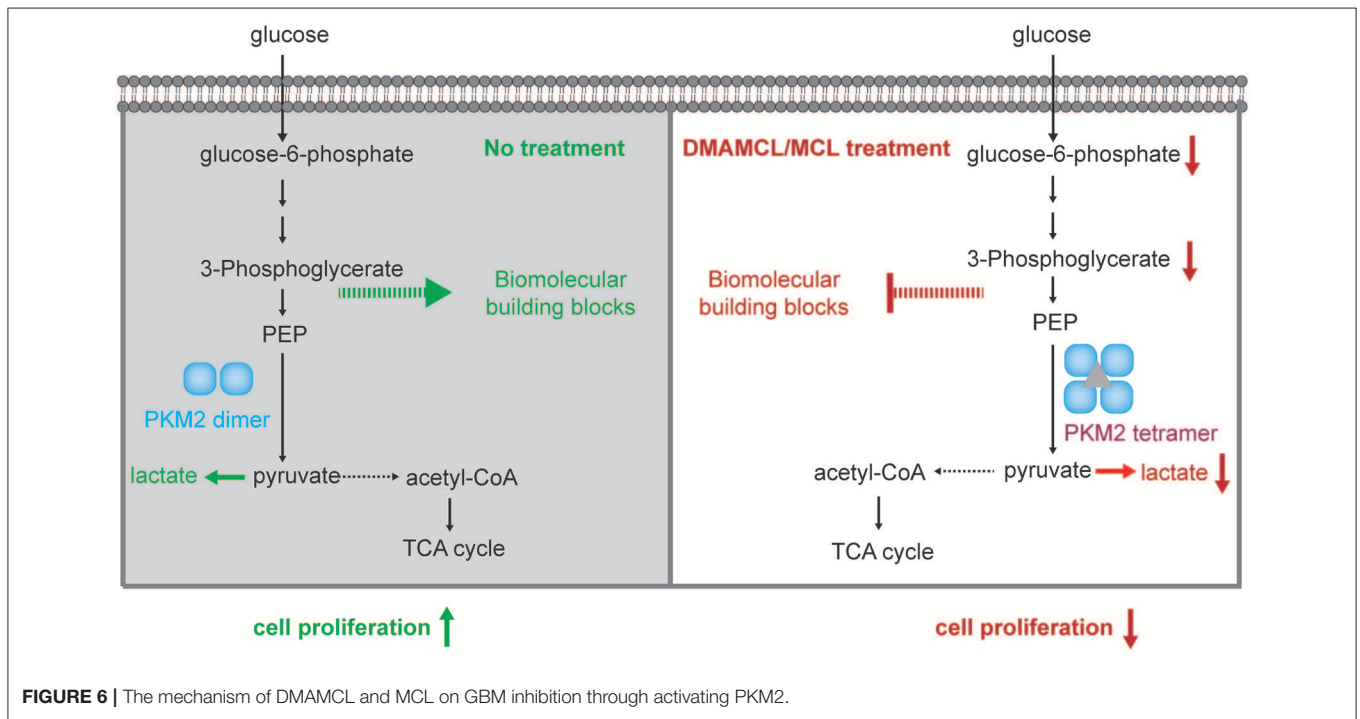 glucose
glucose
glucose-6-phosphate
No treatment
DMAMCL/MCL treatment
glucose-6-phosphate
3-Phosphoglycerate
Biomolecular
building blocks
Biomolecular
building blocks
3-Phosphoglycerate
PEP
PEP
PKM2 dimer
PKM2 tetramer
lactate
pyruvate
acetyl-CoA
acetyl-CoA
pyruvate
lactate
TCA cycle
TCA cycle
cell proliferation
cell proliferation
FIGURE 6 | The mechanism of DMAMCL and MCL on GBM inhibition through activating PKM2.